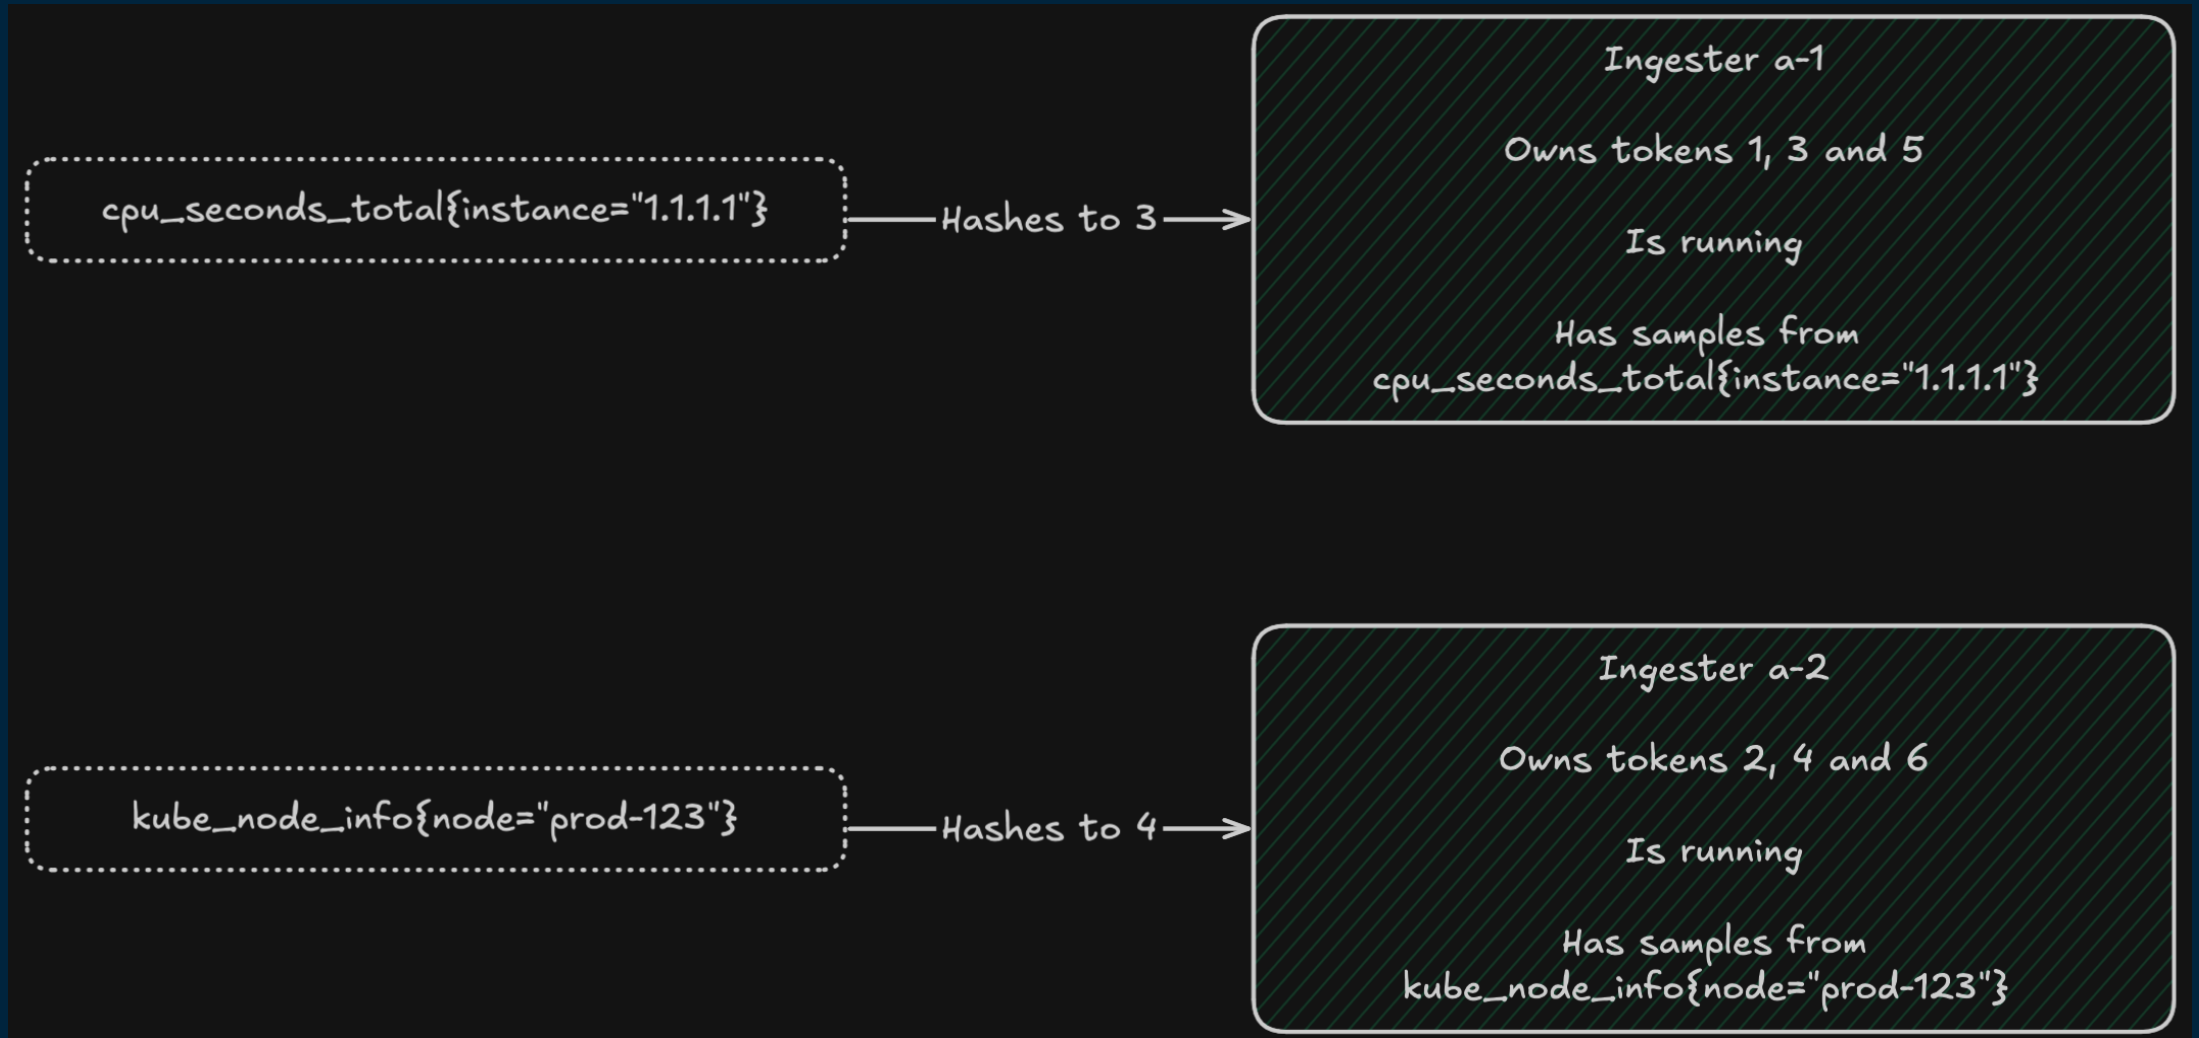 cpu_seconds_total{instance="1.1.1.1"}
Hashes to 3
Ingester a-1
Owns tokens 1, 3 and 5
Is running
Has samples from
cpu_seconds_total{instance="1.1.1.1"}
kube_node_info{node="prod-123"}
Hashes to 4
Ingester a-2
Owns tokens 2, 4 and 6
Is running
Has samples from
kube_node_info{node="prod-123"}